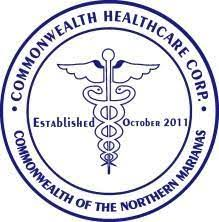 · COMMONWEALTH HEALTHCARE CORP. ·
Established October 2011
COMMONWEALTH OF THE NORTHERN MARIANAS